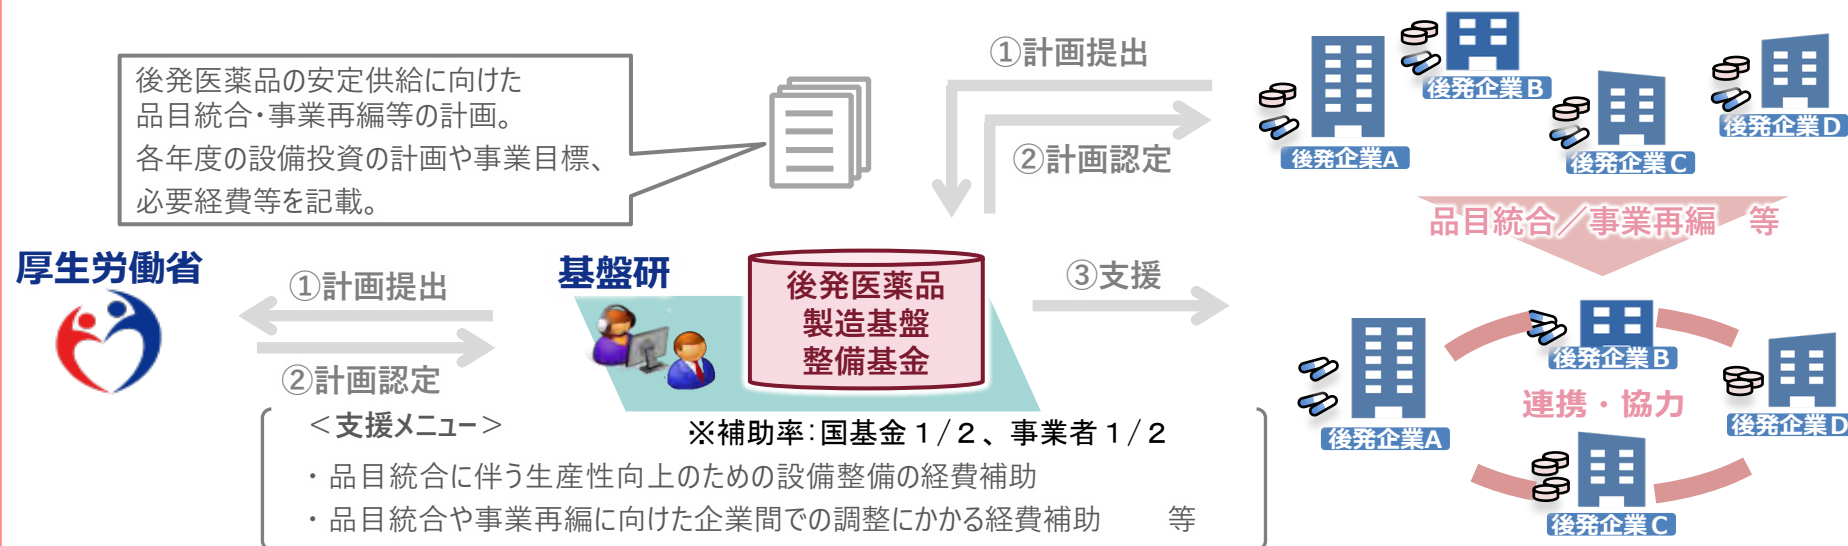 後発医薬品の安定供給に向けた
品目統合・事業再編等の計画。
各年度の設備投資の計画や事業目標、
必要経費等を記載。
①計画提出
②計画認定
後発企業A
後発企業B
後発企業C
後発企業D
品目統合／事業再編　等
厚生労働省
①計画提出
②計画認定
基盤研
後発医薬品
製造基盤
整備基金
③支援
後発企業A
後発企業B
連携・協力
後発企業C
後発企業D
＜支援メニュー＞
※補助率：国基金１/２、事業者１/２
・品目統合に伴う生産性向上のための設備整備の経費補助
・品目統合や事業再編に向けた企業間での調整にかかる経費補助　　等